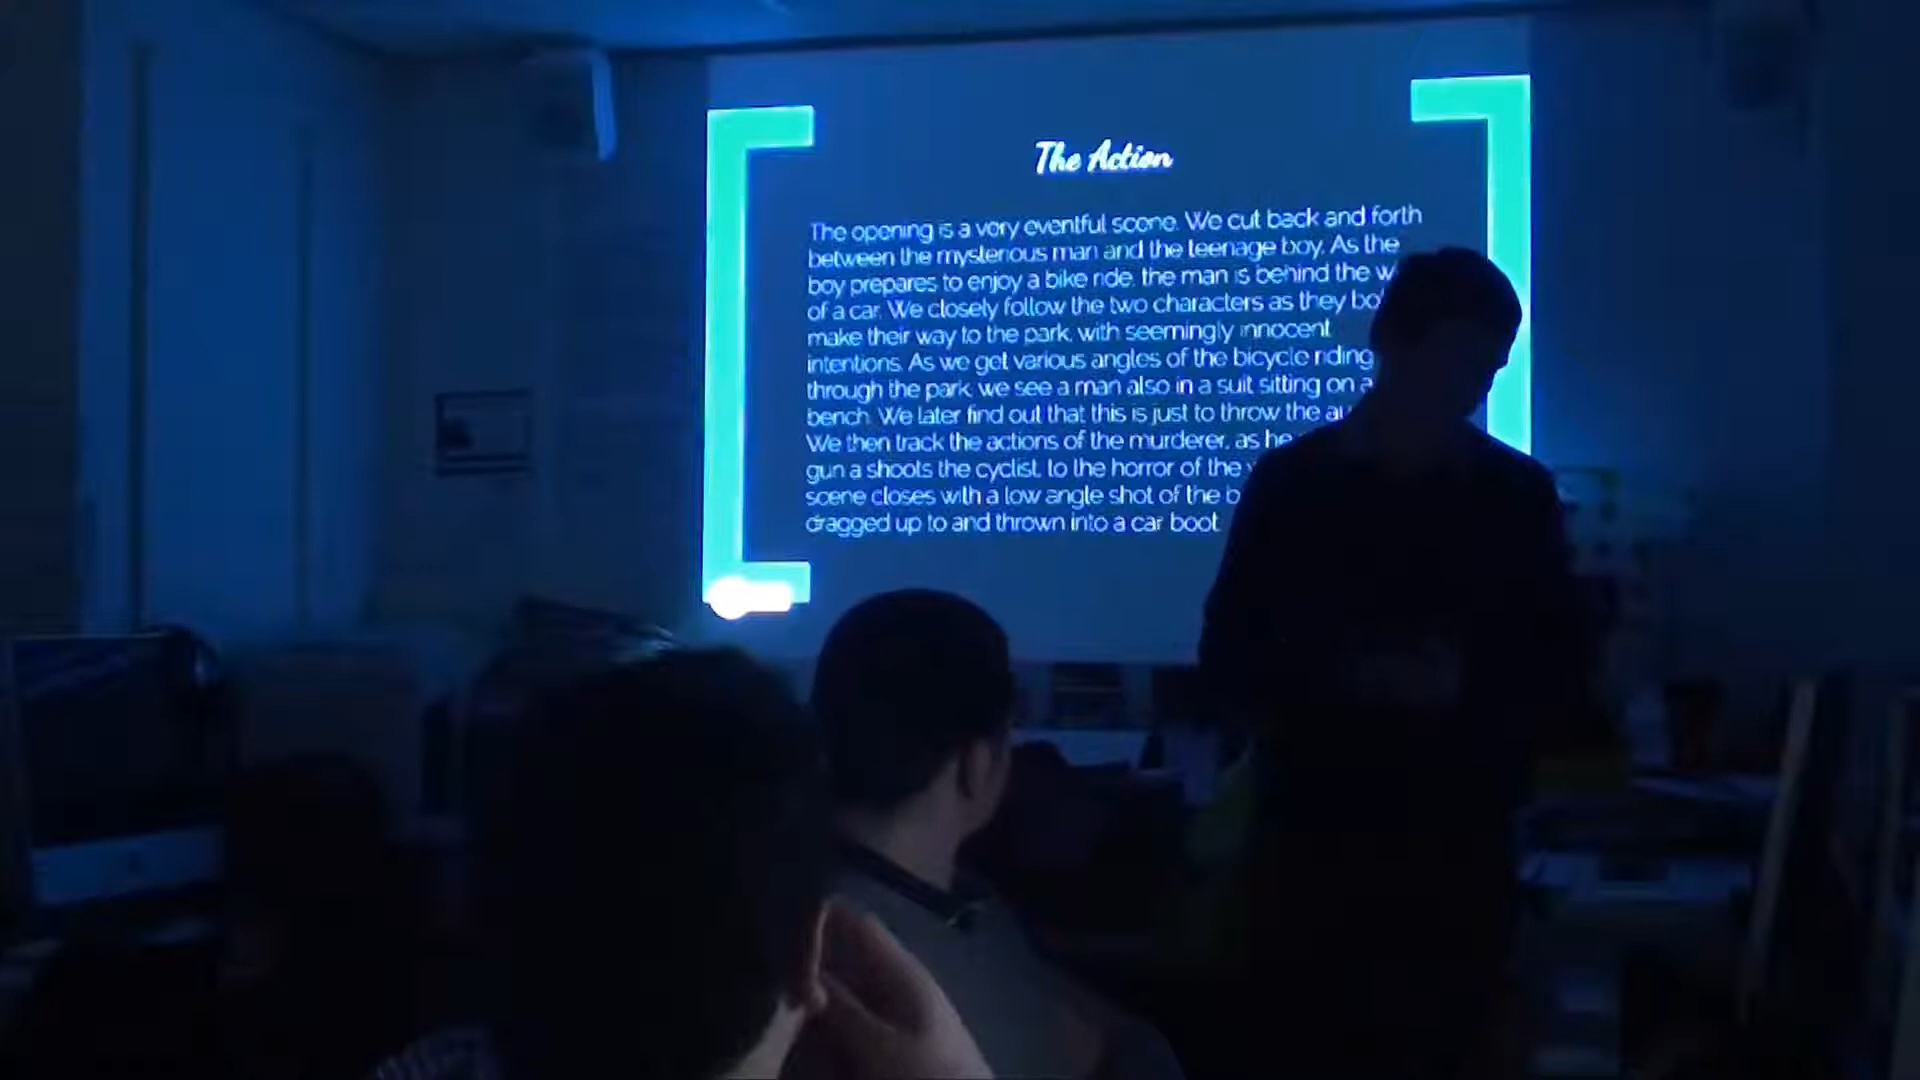 The Action
The opening is a very eventful scene. We cut back and forth
between the mysterious man and the teenage boy. As the
boy prepares to enjoy a bike ride, the man is behind the
of a car. We closely follow the two characters as they
make their way to the park, with seemingly innocent
intentions. As we get various angles of the bicycle riding
through the park, we see a man also in a suit sitting on a
bench. We later find out that this is just to throw the
We then track the actions of the murderer, as he
gun a shoots the cyclist, to the horror of the
scene closes with a low angle shot of the
dragged up to and thrown into a car boot.